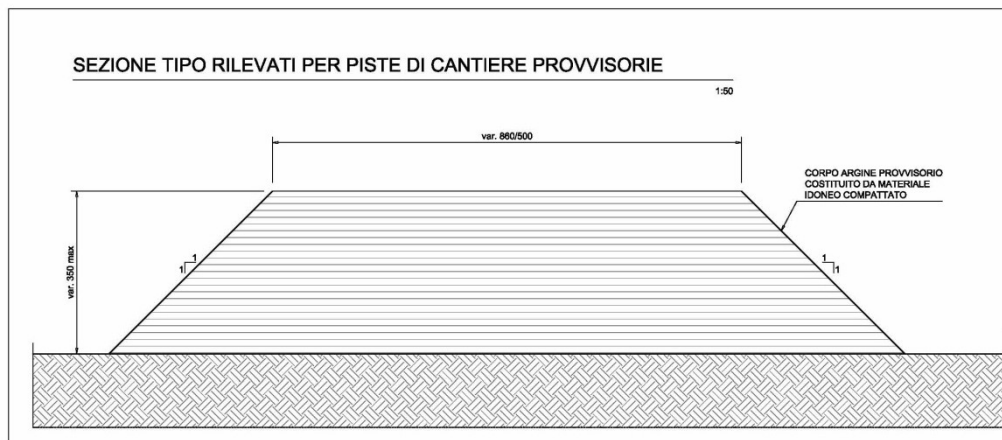 SEZIONE TIPO RILEVATI PER PISTE DI CANTIERE PROVVISORIE
1:50
var. 860/500
CORPO ARGINE PROVVISORIO
COSTITUITO DA MATERIALE
IDONEO COMPATTATO
var. 350 max
1
1
1
1